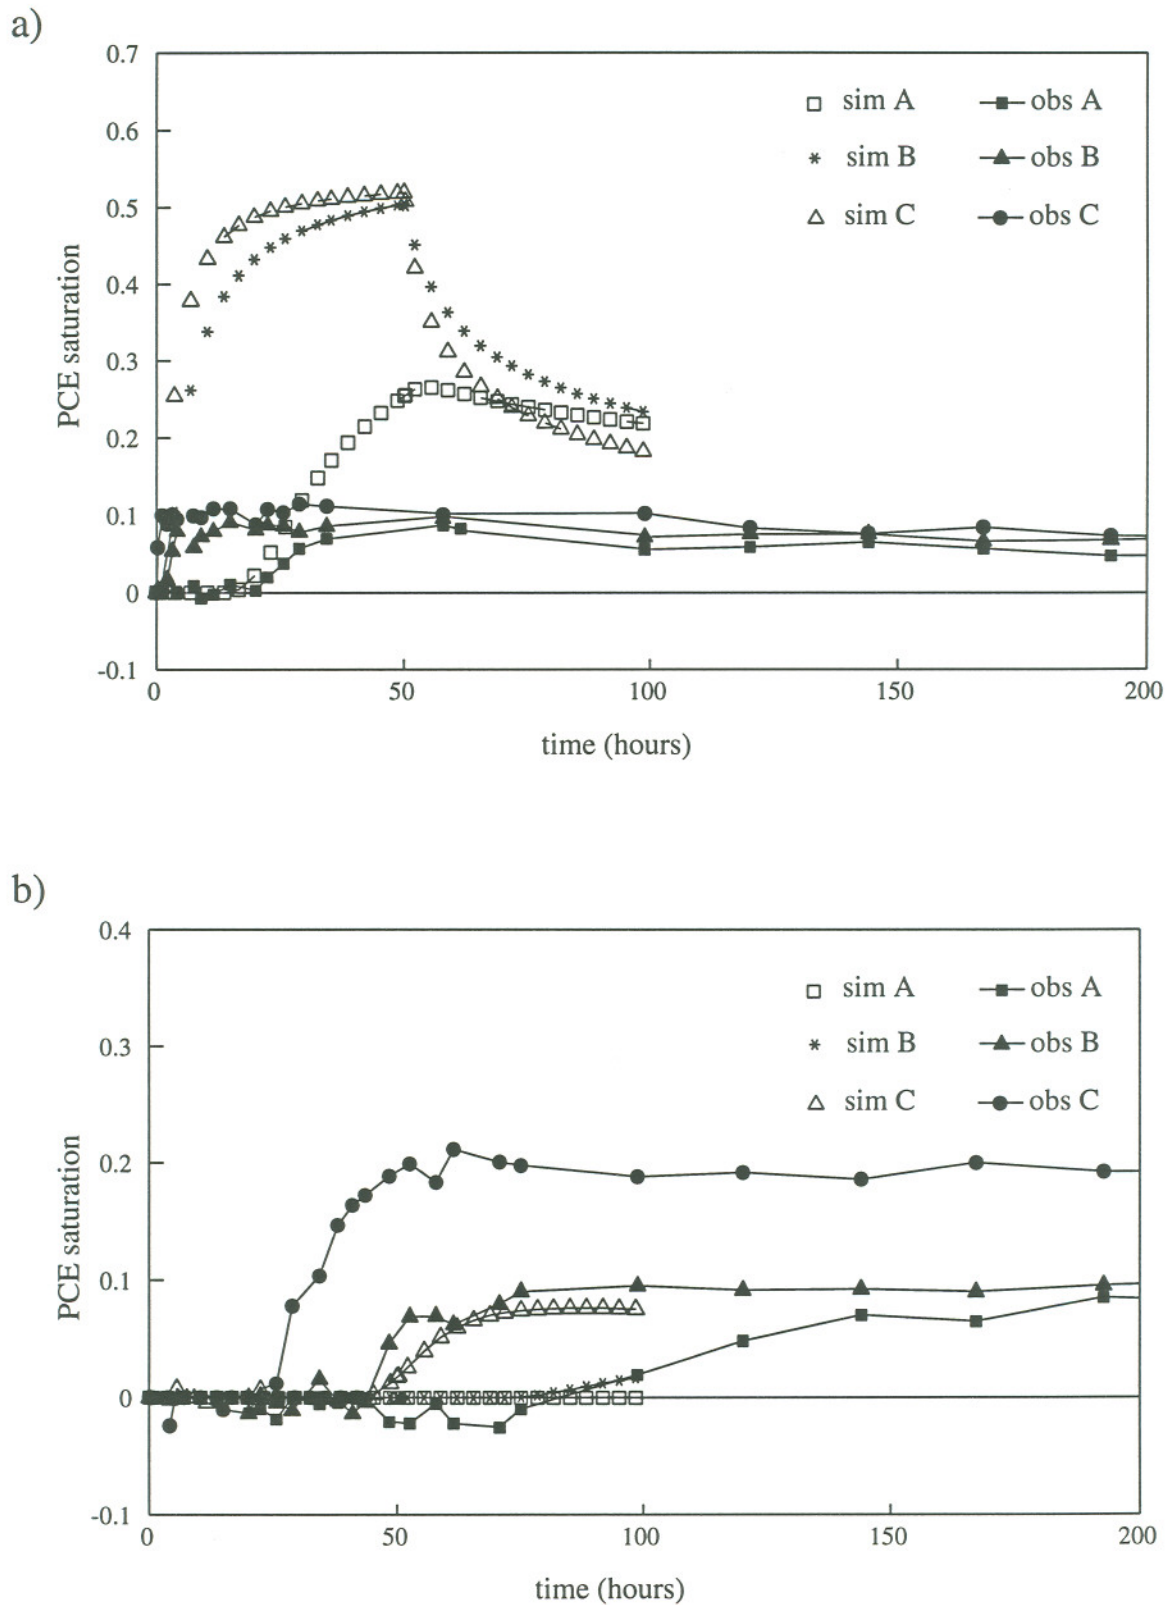 a)
0.7
sim A obs A
0.6
sim B obs B
0.5
sim C obs C
PCE saturation
0.4
0.3
0.2
0.1
0
-0.1
0 50 100 150 200
time (hours)
b)
0.4
sim A obs A
0.3
sim B obs B
sim C obs C
PCE saturation
0.2
0.1
0
-0.1
0 50 100 150 200
time (hours)